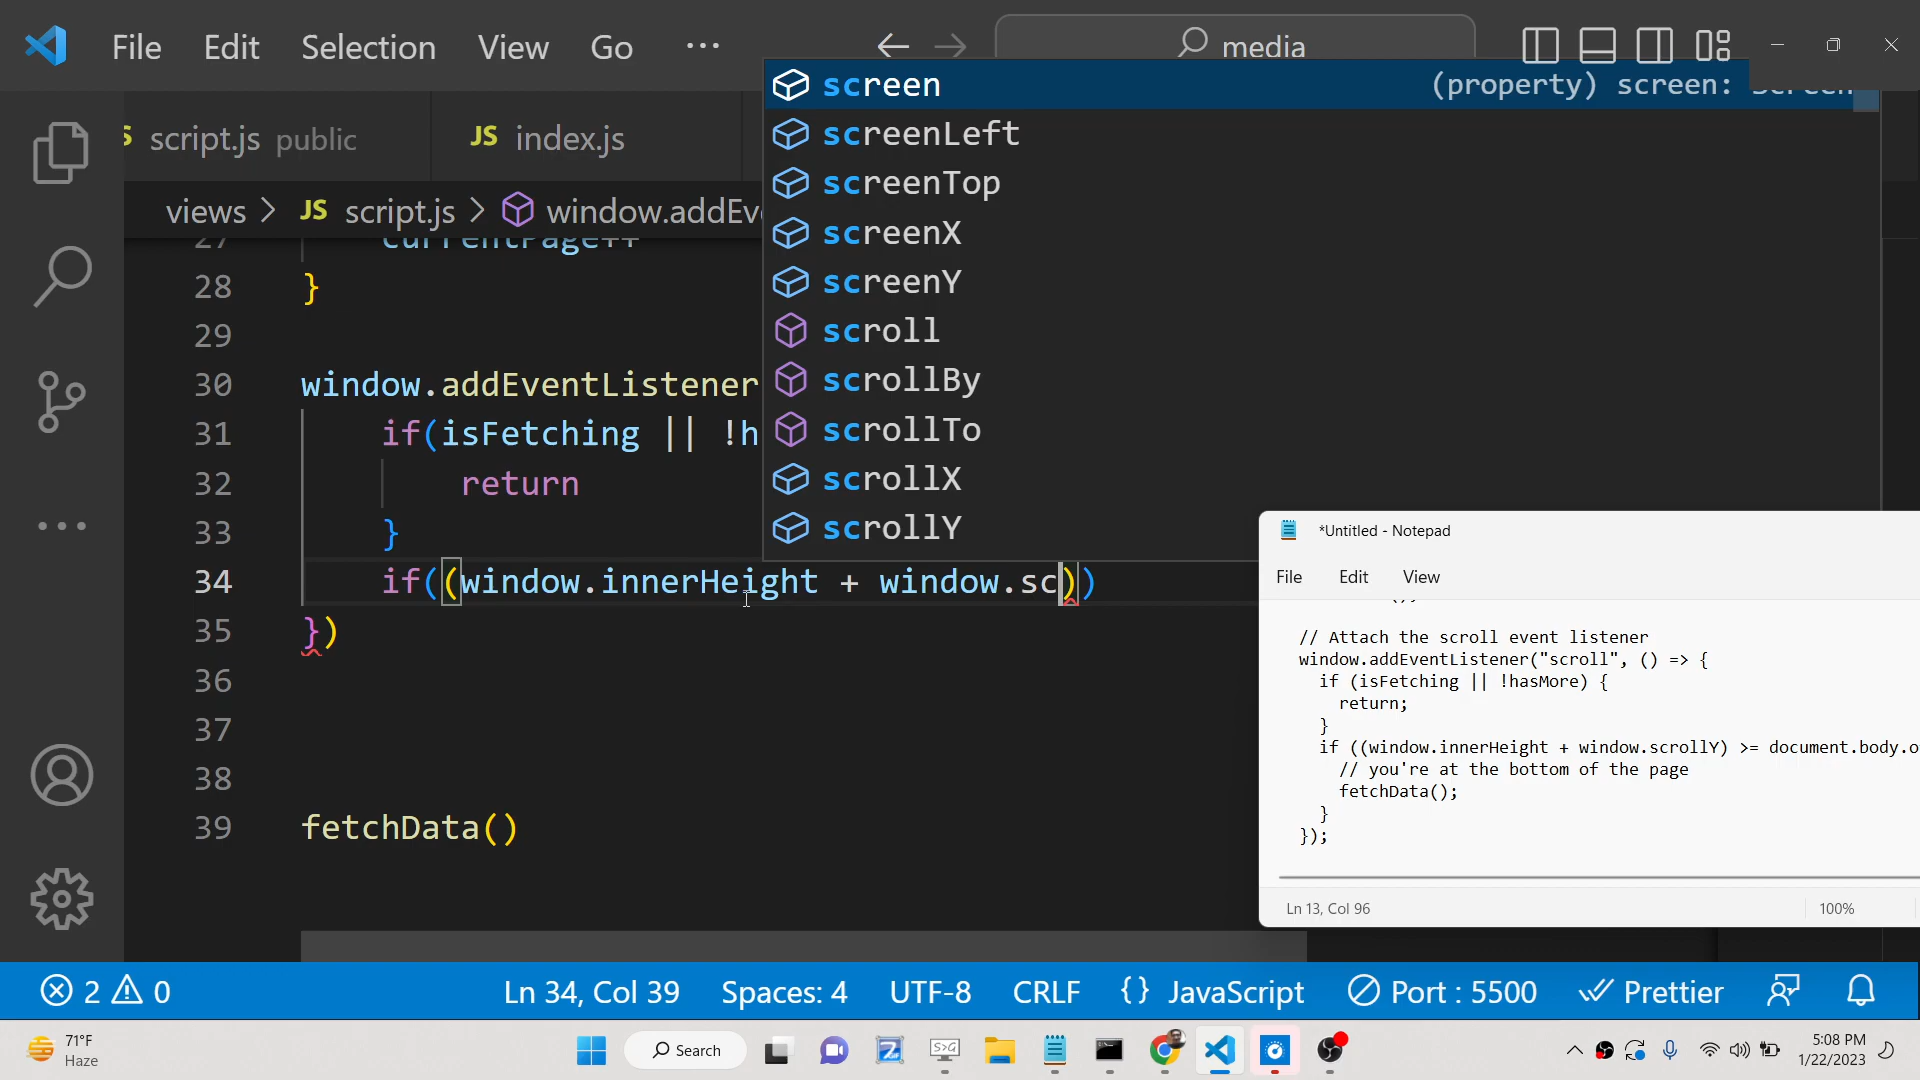 File Edit Selection View Go ··· media
script.js public
JS index.js
views > JS script.js > window.addEv
27 currentPage++
28 }
29
30 window.addEventListener
31 if(isFetching || !h
32 return
33 }
34 if((window.innerHeight + window.sc))
35 })
36
37
38
39 fetchData()
screen (property) screen: Screen
screenLeft
screenTop
screenX
screenY
scroll
scrollBy
scrollTo
scrollX
scrollY
*Untitled - Notepad
File Edit View
// Attach the scroll event listener
window.addEventListener("scroll", () => {
if (isFetching || !hasMore) {
return;
}
if ((window.innerHeight + window.scrollY) >= document.body.o
// you're at the bottom of the page
fetchData();
}
});
Ln 13, Col 96 100%
2 0 Ln 34, Col 39 Spaces: 4 UTF-8 CRLF {} JavaScript Port : 5500 Prettier
71°F
Haze
Search
5:08 PM
1/22/2023